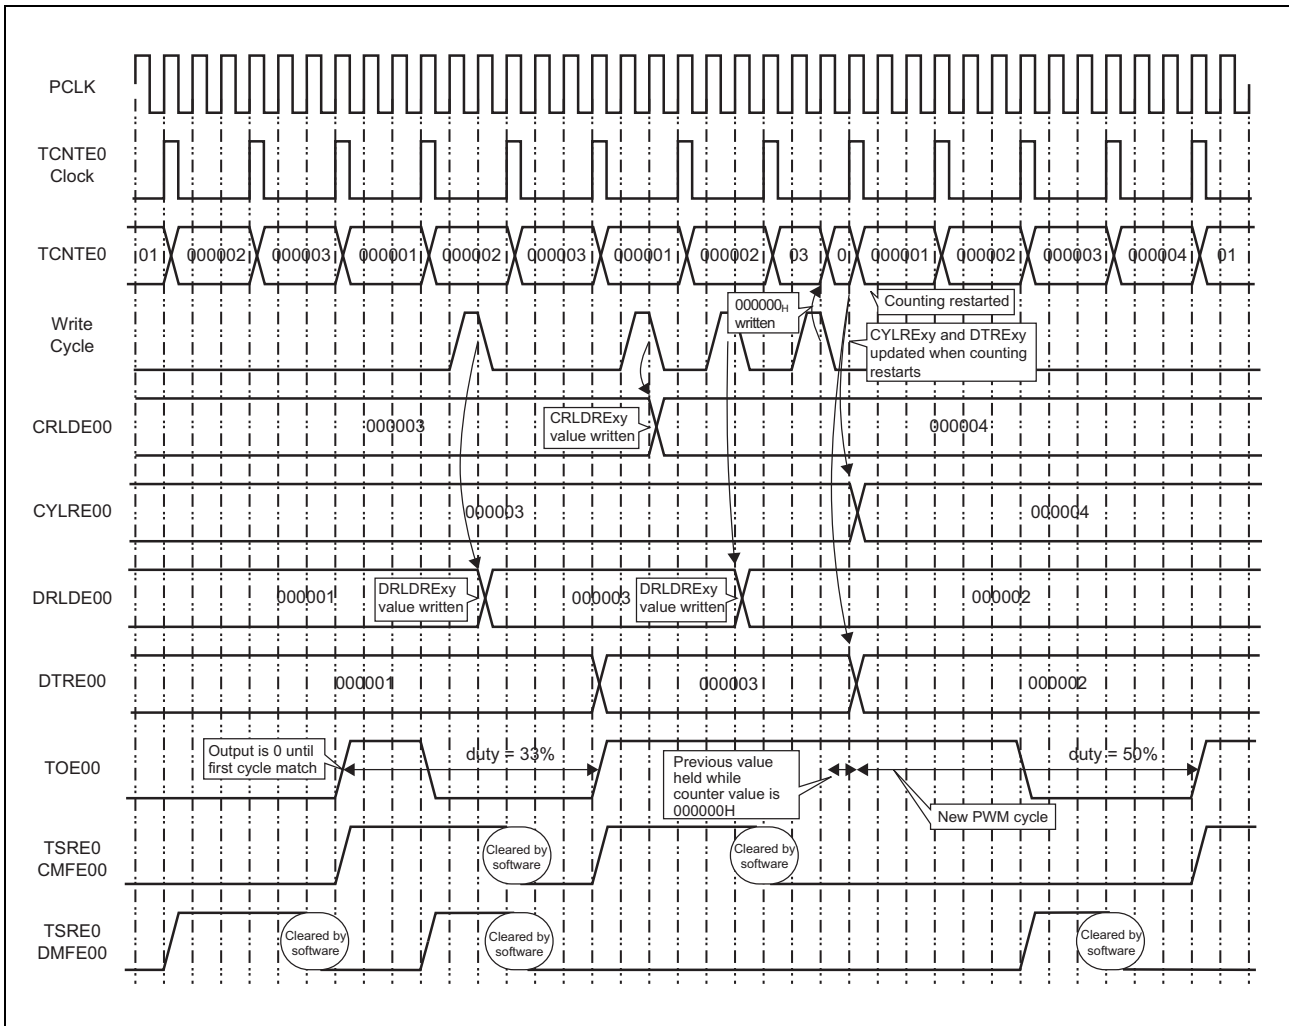 PCLK
TCNTE0
Clock
TCNTE0
01 000002 000003 000001 000002 000003 000001 000002 03 0 000001 000002 000003 000004 01
000000H
written
Counting restarted
Write
Cycle
CYLRExy and DTRExy
updated when counting
restarts
CRLDE00
000003
CRLDRExy
value written
000004
CYLRE00
000003
000004
DRLDE00
000001
DRLDRExy
value written
000003
DRLDRExy
value written
000002
DTRE00
000001
000003
000002
TOE00
Output is 0 until
first cycle match
duty = 33%
Previous value
held while
counter value is
000000H
duty = 50%
New PWM cycle
TSRE0
CMFE00
Cleared by
software
Cleared by
software
TSRE0
DMFE00
Cleared by
software
Cleared by
software
Cleared by
software